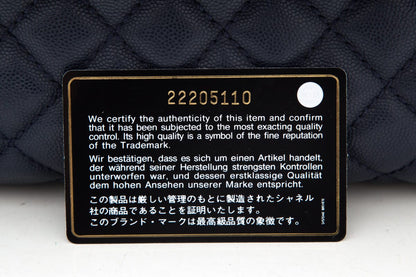 22205110
We certify the authenticity of this item and confirm
that it has been subjected to the most exacting quality
control. Its high quality is a symbol of the fine reputation
of the Trademark.
Wir bestätigen, dass es sich um einen Artikel handelt,
der während seiner Herstellung strengsten Kontrollen
unterworfen war, und dessen erstklassige Qualität
dem hohen Ansehen unserer Marke entspricht.
この製品は厳しい管理のもとに製造されたシャネル
社の商品であることを証明いたします。
このブランド・マークは最高級品質の象徴です。